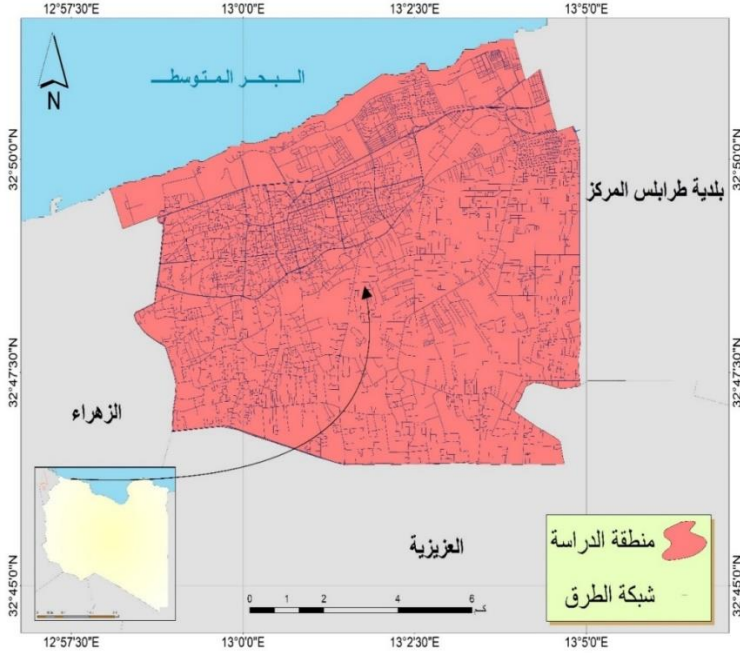 12°57'30"E 13°0'0"E 13°2'30"E 13°5'0"E
N
البحر المتوسط
32°50'0"N 32°50'0"N
بلدية طرابلس المركز
32°47'30"N 32°47'30"N
الزهراء
العزيزية
منطقة الدراسة
شبكة الطرق
0 1 2 4 6
كم
32°45'0"N 32°45'0"N
12°57'30"E 13°0'0"E 13°2'30"E 13°5'0"E